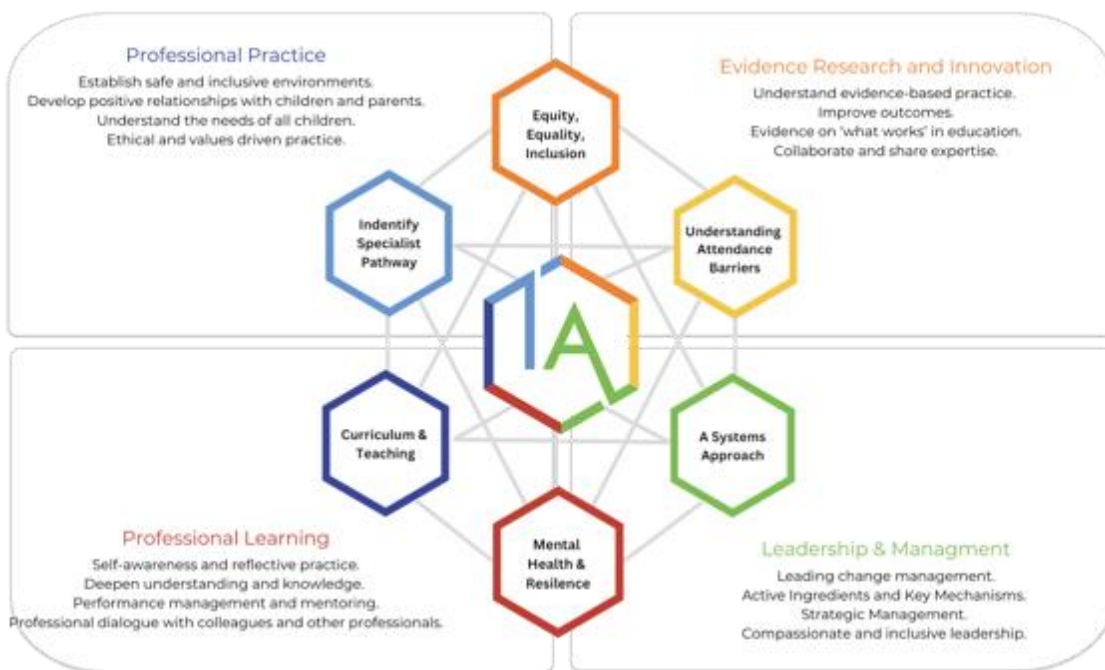 Professional Practice
Establish safe and inclusive environments.
Develop positive relationships with children and parents.
Understand the needs of all children.
Ethical and values driven practice.
Evidence Research and Innovation
Understand evidence-based practice.
Improve outcomes.
Evidence on 'what works' in education.
Collaborate and share expertise.
Equity,
Equality,
Inclusion
Indentify
Specialist
Pathway
Understanding
Attendance
Barriers
1A
Curriculum &
Teaching
A Systems
Approach
Mental
Health &
Resilence
Professional Learning
Self-awareness and reflective practice.
Deepen understanding and knowledge.
Performance management and mentoring.
Professional dialogue with colleagues and other professionals.
Leadership & Managment
Leading change management.
Active Ingredients and Key Mechanisms.
Strategic Management.
Compassionate and inclusive leadership.